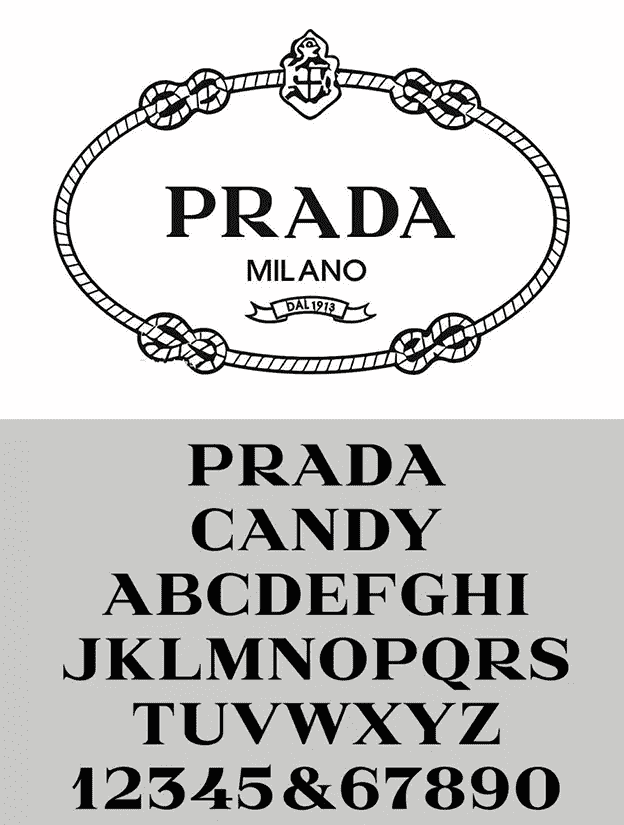 PRADA
MILANO
DAL 1913
PRADA
CANDY
ABCDEFGHI
JKLMNOPQRS
TUVWXYZ
12345&67890